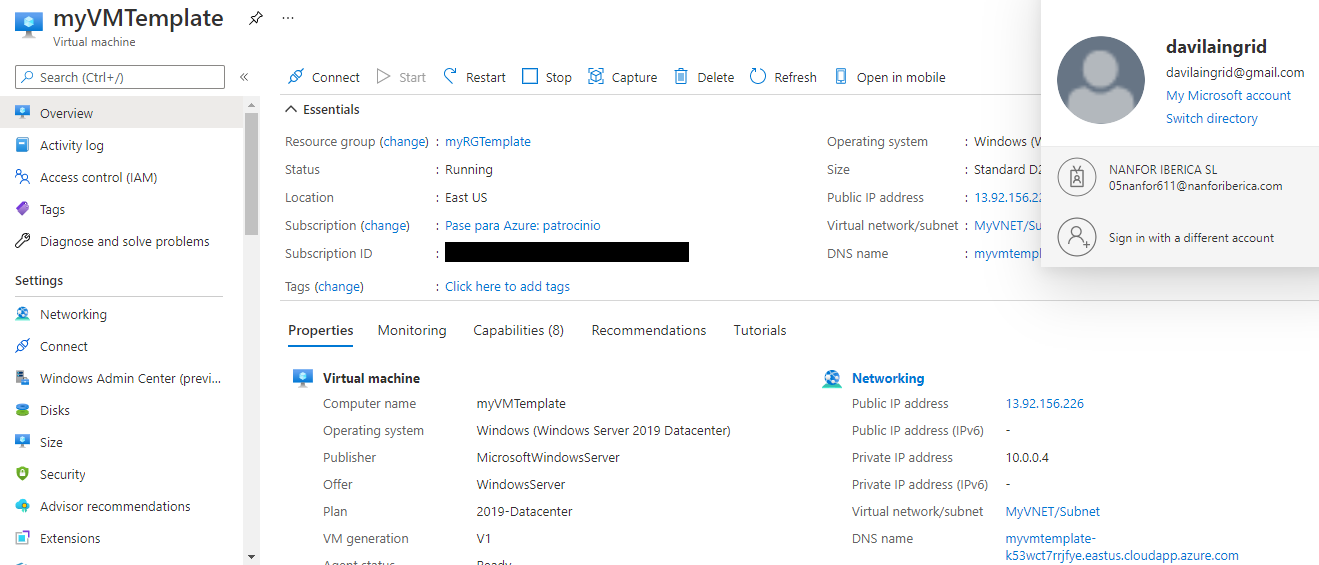 myVMTemplate
...
Virtual machine
Search (Ctrl+/)
«
Overview
Activity log
Access control (IAM)
Tags
Diagnose and solve problems
Settings
Networking
Connect
Windows Admin Center (previ...
Disks
Size
Security
Advisor recommendations
Extensions
Connect Start Restart Stop Capture Delete Refresh Open in mobile
Essentials
Resource group (change) : myRGTemplate
Status : Running
Location : East US
Subscription (change) : Pase para Azure: patrocinio
Subscription ID :
Tags (change) : Click here to add tags
Operating system : Windows
Size : Standard
Public IP address : 13.92.156.22
Virtual network/subnet : MyVNET/Su
DNS name : myvmtempl
davilaingrid
davilaingrid@gmail.com
My Microsoft account
Switch directory
NANFOR IBERICA SL
05nanfor611@nanforiberica.com
Sign in with a different account
Properties Monitoring Capabilities (8) Recommendations Tutorials
Virtual machine
Computer name myVMTemplate
Operating system Windows (Windows Server 2019 Datacenter)
Publisher MicrosoftWindowsServer
Offer WindowsServer
Plan 2019-Datacenter
VM generation V1
Agent status Ready
Networking
Public IP address 13.92.156.226
Public IP address (IPv6) -
Private IP address 10.0.0.4
Private IP address (IPv6) -
Virtual network/subnet MyVNET/Subnet
DNS name myvmtemplate-
k53wct7rrjfye.eastus.cloudapp.azure.com